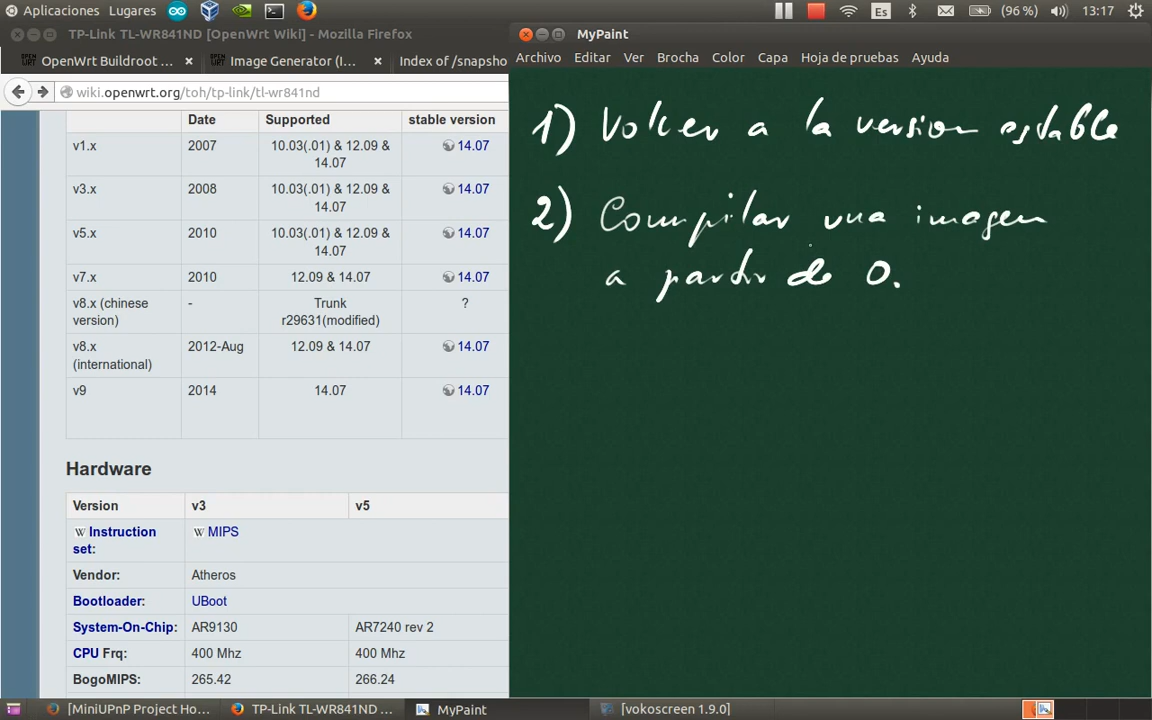 Aplicaciones Lugares Es (96 %) 13:17
TP-Link TL-WR841ND [OpenWrt Wiki] - Mozilla Firefox
OpenWrt Buildroot ... × Image Generator (I... × Index of /snapsho
wiki.openwrt.org/toh/tp-link/tl-wr841nd
Date Supported stable version
v1.x 2007 10.03(.01) & 12.09 & 14.07
14.07
v3.x 2008 10.03(.01) & 12.09 & 14.07
14.07
v5.x 2010 10.03(.01) & 12.09 & 14.07
14.07
v7.x 2010 12.09 & 14.07 14.07
v8.x (chinese Trunk
version) - r29631(modified) ?
v8.x 2012-Aug 12.09 & 14.07 14.07
(international)
v9 2014 14.07 14.07
Hardware
Version v3 v5
W Instruction W MIPS
set:
Vendor: Atheros
Bootloader: UBoot
System-On-Chip: AR9130 AR7240 rev 2
CPU Frq: 400 Mhz 400 Mhz
BogoMIPS: 265.42 266.24
MyPaint
Archivo Editar Ver Brocha Color Capa Hoja de pruebas Ayuda
1) Volver a la version estable
2) Compilar una imagen
a partir de 0.
[MiniUPnP Project Ho... TP-Link TL-WR841ND ... MyPaint [vokoscreen 1.9.0]